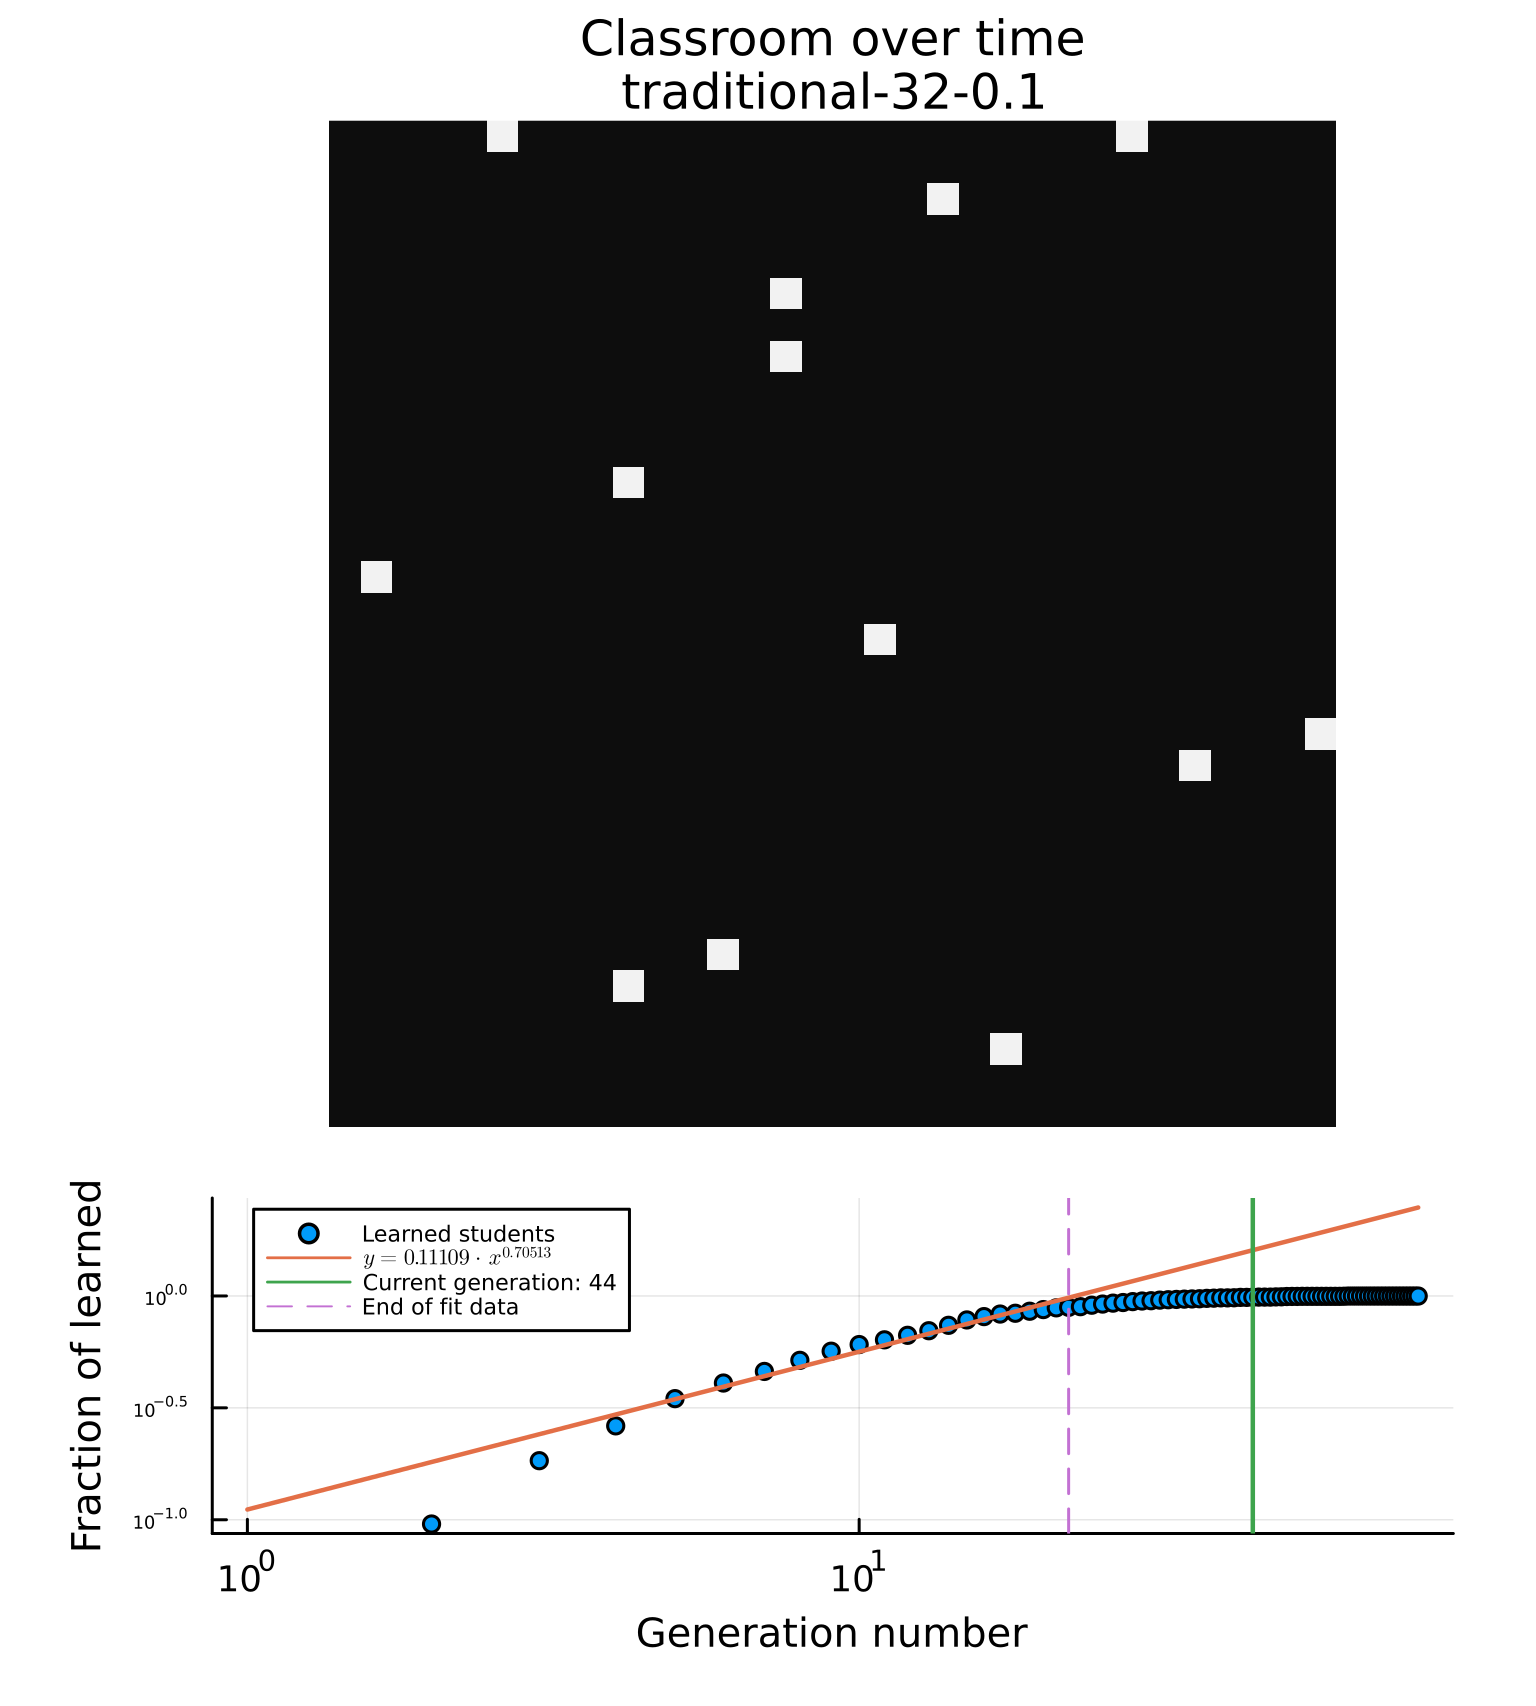 Classroom over time
traditional-32-0.1
Fraction of learned
Learned students
y = 0.11109 · x^0.70513
Current generation: 44
End of fit data
10^0.0
10^−0.5
10^−1.0
10^0
10^1
Generation number